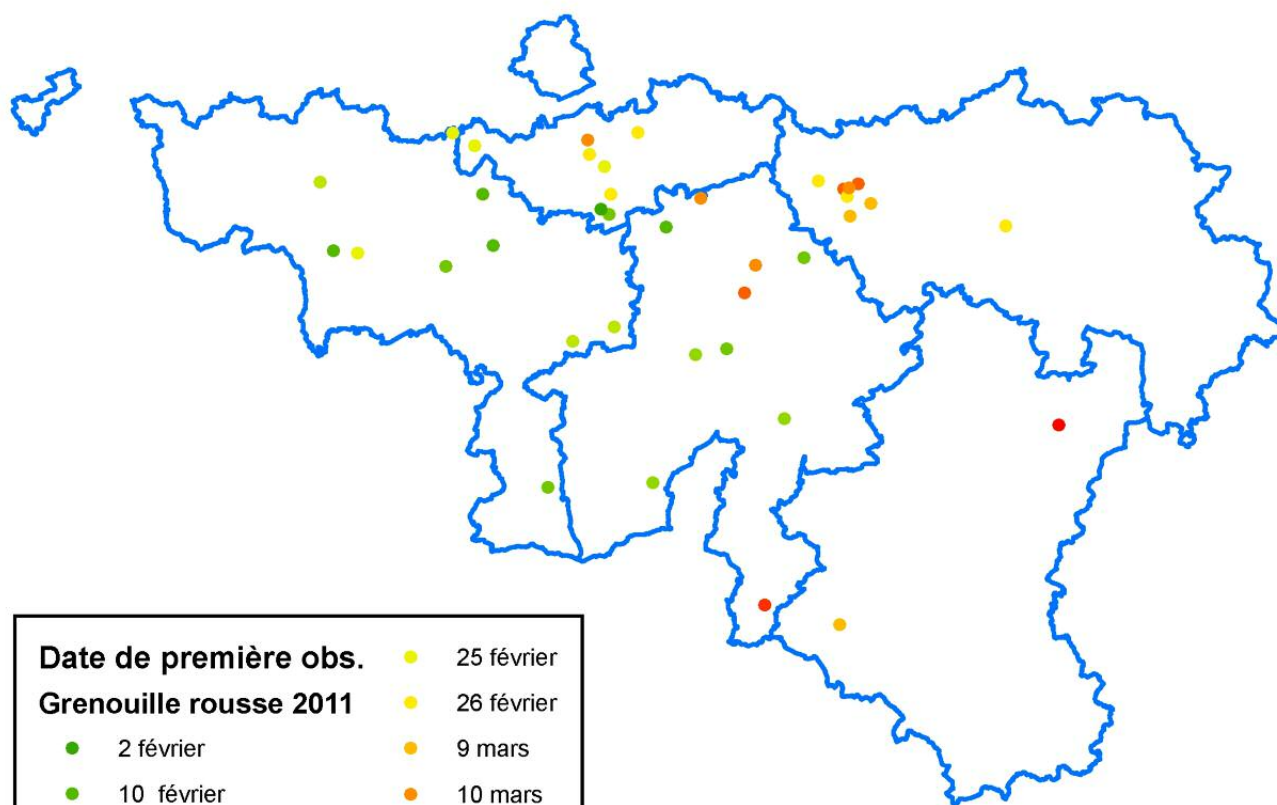 Date de première obs.
Grenouille rousse 2011
2 février
10 février
25 février
26 février
9 mars
10 mars